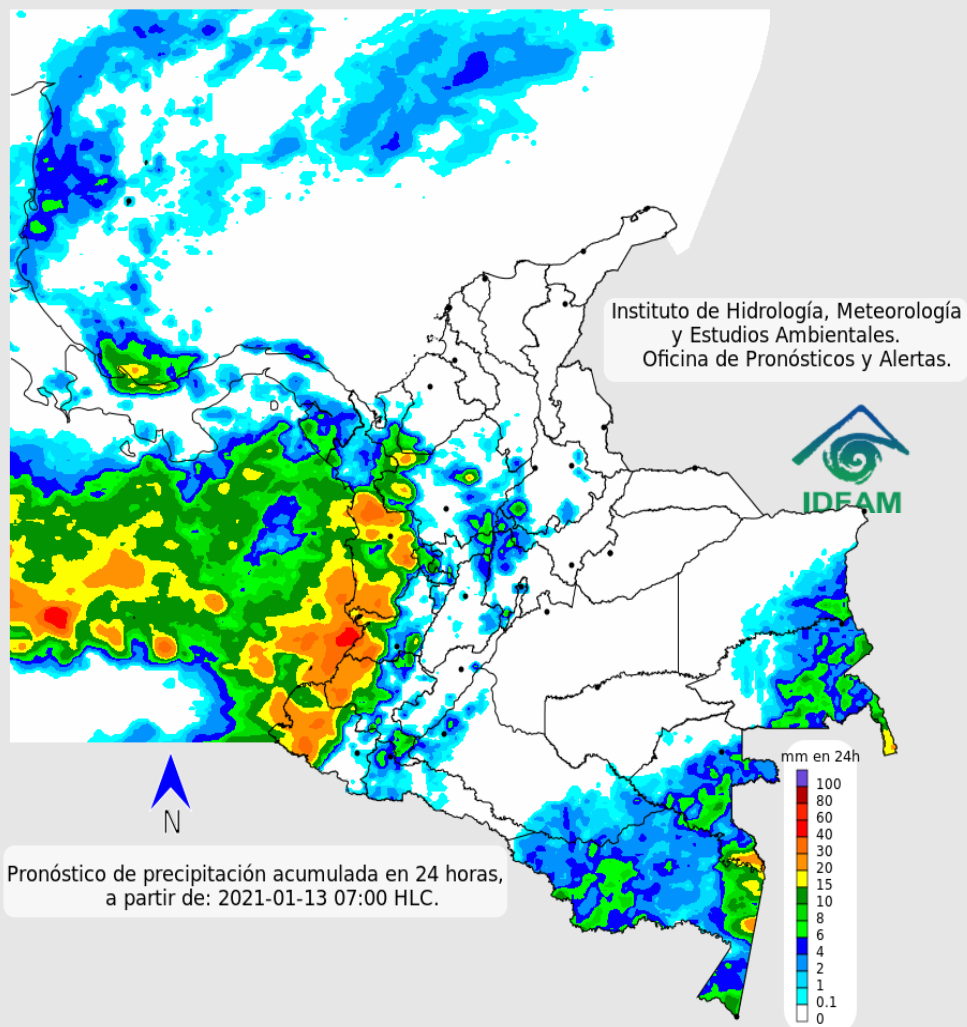 Instituto de Hidrología, Meteorología
y Estudios Ambientales.
Oficina de Pronósticos y Alertas.
IDEAM
mm en 24h
100
80
60
40
30
20
15
10
8
6
4
2
1
0.1
0
N
Pronóstico de precipitación acumulada en 24 horas,
a partir de: 2021-01-13 07:00 HLC.